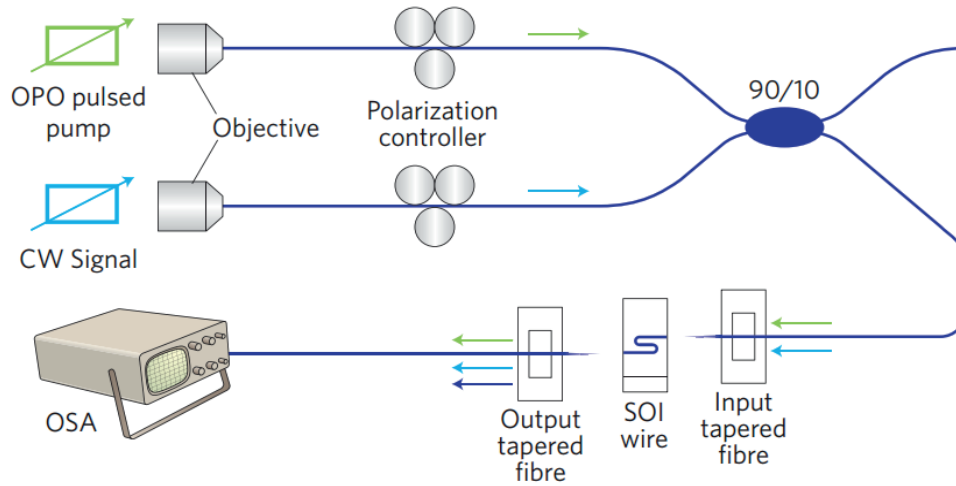 OPO pulsed
pump
Objective
Polarization
controller
90/10
CW Signal
OSA
Output
tapered
fibre
SOI
wire
Input
tapered
fibre